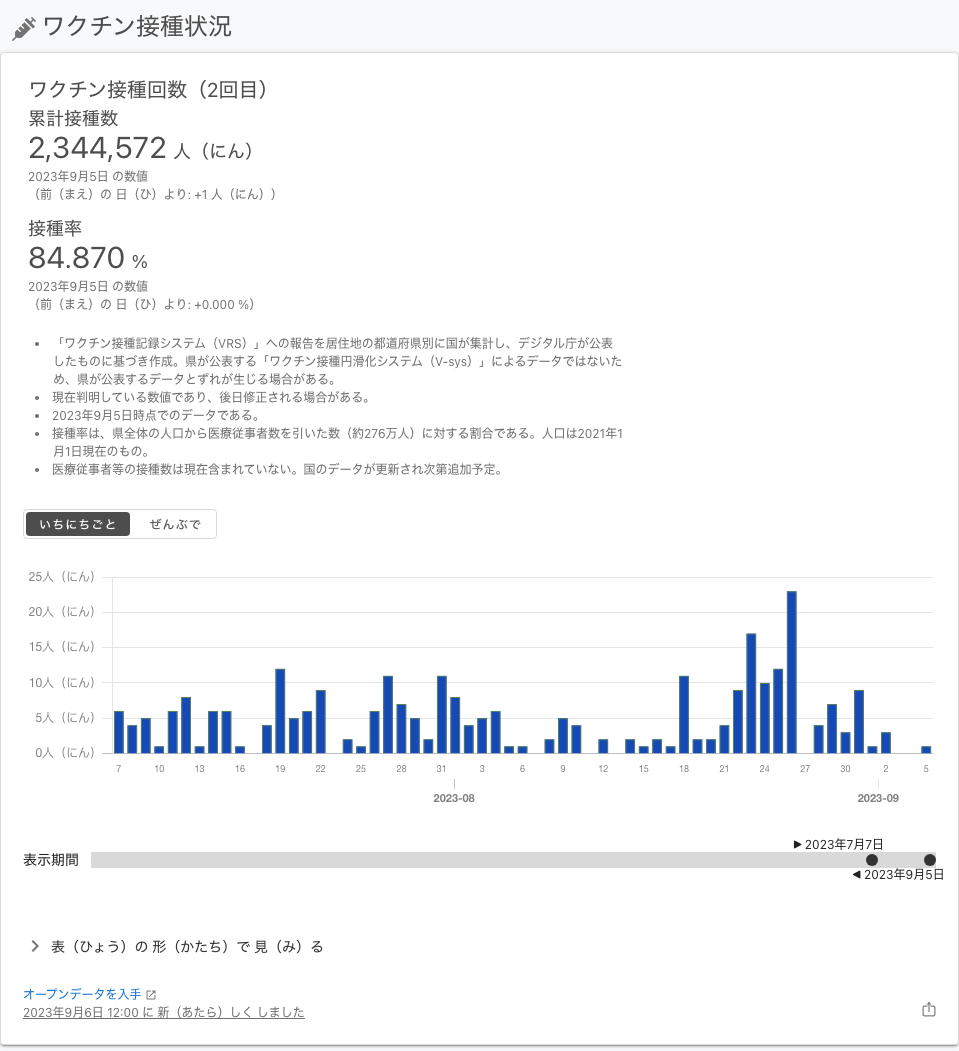 ワクチン接種状況
ワクチン接種回数（2回目）
累計接種数
2,344,572 人（にん）
2023年9月5日 の数値
（前（まえ）の 日（ひ）より: +1 人（にん））
接種率
84.870 %
2023年9月5日 の数値
（前（まえ）の 日（ひ）より: +0.000 %）
• 「ワクチン接種記録システム（VRS）」への報告を居住地の都道府県別に国が集計し、デジタル庁が公表
したものに基づき作成。県が公表する「ワクチン接種円滑化システム（V-sys）」によるデータではないた
め、県が公表するデータとずれが生じる場合がある。
• 現在判明している数値であり、後日修正される場合がある。
• 2023年9月5日時点でのデータである。
• 接種率は、県全体の人口から医療従事者数を引いた数（約276万人）に対する割合である。人口は2021年1
月1日現在のもの。
• 医療従事者等の接種数は現在含まれていない。国のデータが更新され次第追加予定。
いちにちごと ぜんぶで
25人（にん）
20人（にん）
15人（にん）
10人（にん）
5人（にん）
0人（にん）
7 10 13 16 19 22 25 28 31 3 6 9 12 15 18 21 24 27 30 2 5
2023-08 2023-09
▶ 2023年7月7日
表示期間
◀ 2023年9月5日
表（ひょう）の 形（かたち）で 見（み）る
オープンデータを入手
2023年9月6日 12:00 に 新（あたら）しく しました